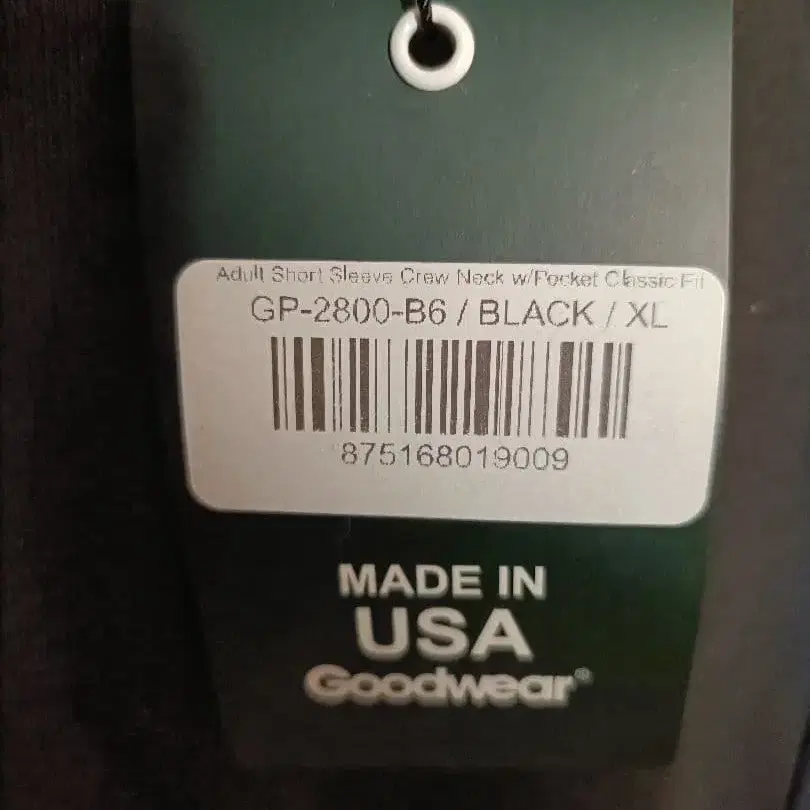 Adult Short Sleeve Crew Neck w/Pocket Classic Fit
GP-2800-B6 / BLACK / XL
875168019009
MADE IN
USA
Goodwear®